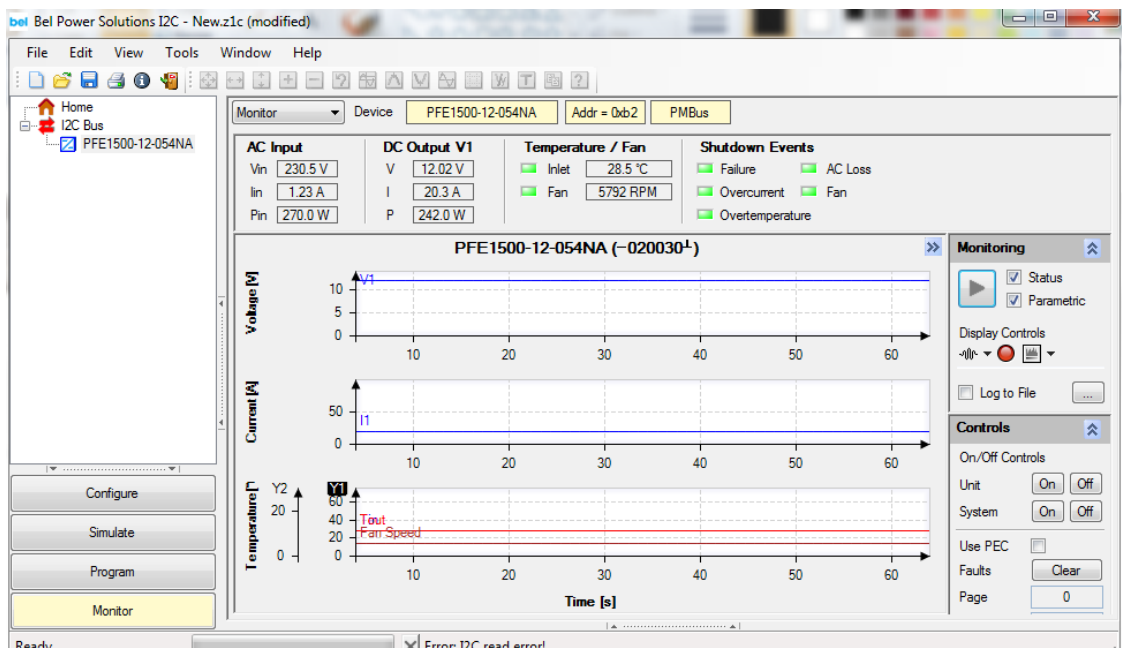 bel Bel Power Solutions I2C - New.z1c (modified)
File Edit View Tools Window Help
Home
I2C Bus
PFE1500-12-054NA
Monitor Device PFE1500-12-054NA Addr = 0xb2 PMBus
AC Input DC Output V1 Temperature / Fan Shutdown Events
Vin 230.5 V V 12.02 V Inlet 28.5 °C Failure AC Loss
Iin 1.23 A I 20.3 A Fan 5792 RPM Overcurrent Fan
Pin 270.0 W P 242.0 W Overtemperature
PFE1500-12-054NA (−020030┴)
Voltage [V]
V1
10
5
0
10 20 30 40 50 60
Current [A]
50
I1
0
10 20 30 40 50 60
Temperature [
Y2 Y1
60
20 40
Fan Speed
20
0 0
10 20 30 40 50 60
Time [s]
Monitoring
Status
Parametric
Display Controls
Log to File ...
Controls
On/Off Controls
Unit On Off
System On Off
Use PEC
Faults Clear
Page 0
Configure
Simulate
Program
Monitor
Ready Error: I2C read error!